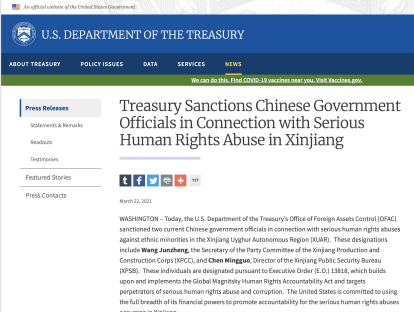 An official website of the United States Government
U.S. DEPARTMENT OF THE TREASURY
ABOUT TREASURY POLICY ISSUES DATA SERVICES NEWS
We can do this. Find COVID-19 vaccines near you. Visit Vaccines.gov.
Press Releases
Statements & Remarks
Readouts
Testimonies
Featured Stories
Press Contacts
Treasury Sanctions Chinese Government
Officials in Connection with Serious
Human Rights Abuse in Xinjiang
March 22, 2021
WASHINGTON – Today, the U.S. Department of the Treasury's Office of Foreign Assets Control (OFAC)
sanctioned two current Chinese government officials in connection with serious human rights abuses
against ethnic minorities in the Xinjiang Uyghur Autonomous Region (XUAR). These designations
include Wang Junzheng, the Secretary of the Party Committee of the Xinjiang Production and
Construction Corps (XPCC), and Chen Mingguo, Director of the Xinjiang Public Security Bureau
(XPSB). These individuals are designated pursuant to Executive Order (E.O.) 13818, which builds
upon and implements the Global Magnitsky Human Rights Accountability Act and targets
perpetrators of serious human rights abuse and corruption. The United States is committed to using
the full breadth of its financial powers to promote accountability for the serious human rights abuses